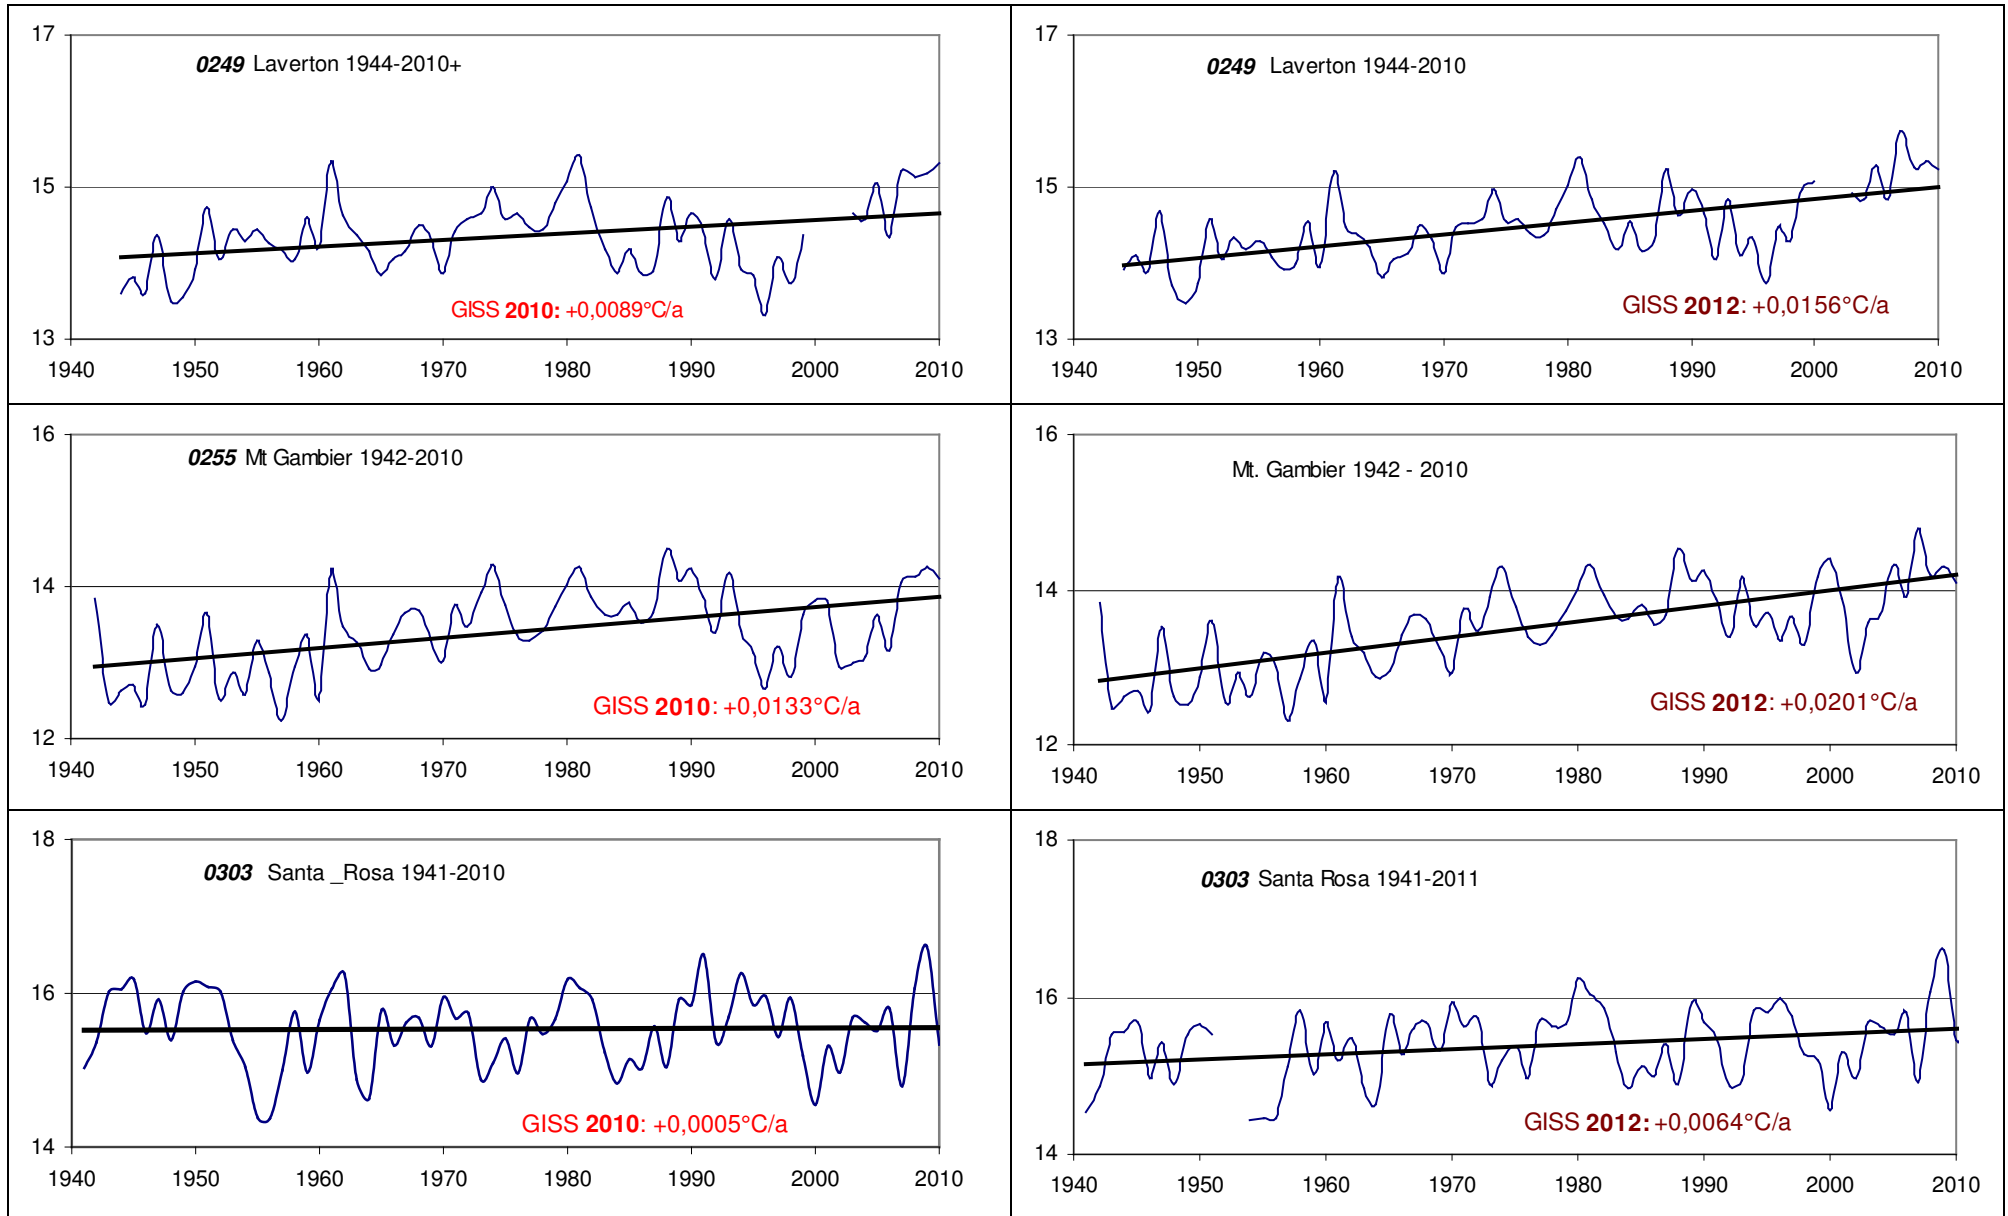 17
0249 Laverton 1944-2010+
15
GISS 2010: +0,0089°C/a
13
1940 1950 1960 1970 1980 1990 2000 2010
17
0249 Laverton 1944-2010
15
GISS 2012: +0,0156°C/a
13
1940 1950 1960 1970 1980 1990 2000 2010
16
0255 Mt Gambier 1942-2010
14
GISS 2010: +0,0133°C/a
12
1940 1950 1960 1970 1980 1990 2000 2010
16
Mt. Gambier 1942 - 2010
14
GISS 2012: +0,0201°C/a
12
1940 1950 1960 1970 1980 1990 2000 2010
18
0303 Santa _Rosa 1941-2010
16
GISS 2010: +0,0005°C/a
14
1940 1950 1960 1970 1980 1990 2000 2010
18
0303 Santa Rosa 1941-2011
16
GISS 2012: +0,0064°C/a
14
1940 1950 1960 1970 1980 1990 2000 2010